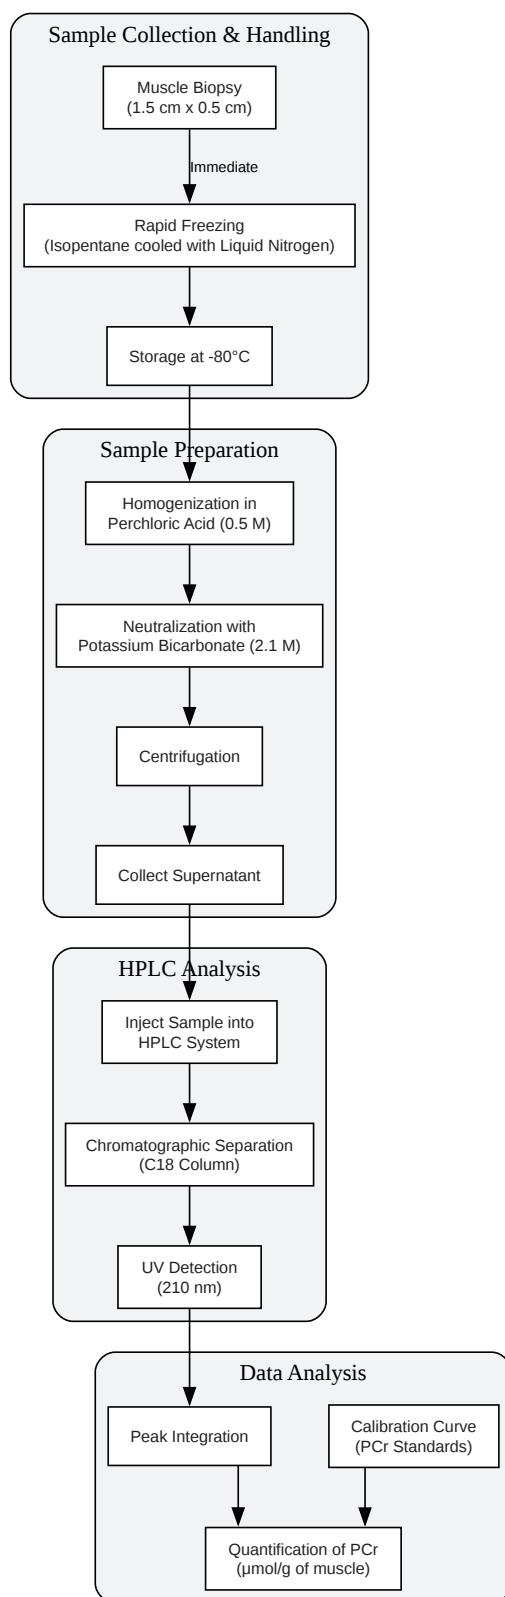 Sample Collection & Handling
Muscle Biopsy
(1.5 cm x 0.5 cm)
Immediate
Rapid Freezing
(Isopentane cooled with Liquid Nitrogen)
Storage at -80°C
Sample Preparation
Homogenization in
Perchloric Acid (0.5 M)
Neutralization with
Potassium Bicarbonate (2.1 M)
Centrifugation
Collect Supernatant
HPLC Analysis
Inject Sample into
HPLC System
Chromatographic Separation
(C18 Column)
UV Detection
(210 nm)
Data Analysis
Peak Integration
Calibration Curve
(PCr Standards)
Quantification of PCr
(μmol/g of muscle)